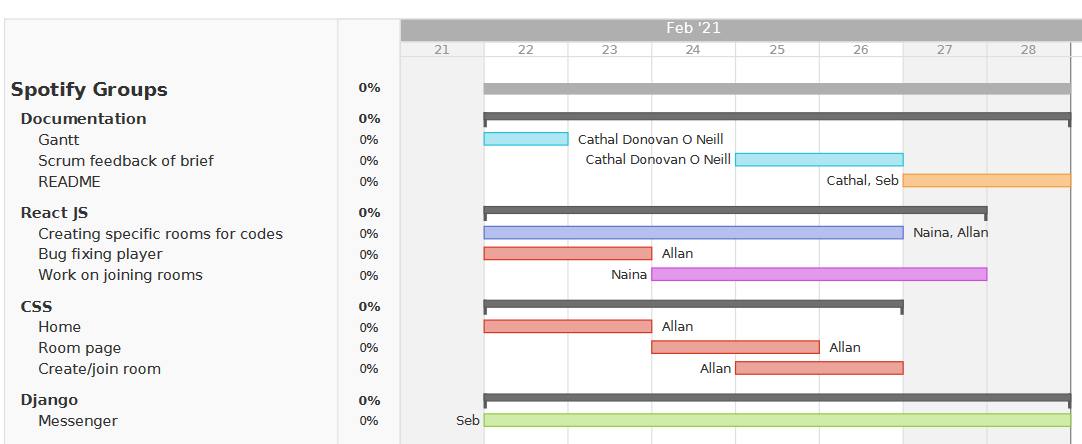 Feb '21
21 22 23 24 25 26 27 28
Spotify Groups 0%
Documentation 0%
Gantt 0% Cathal Donovan O Neill
Scrum feedback of brief 0% Cathal Donovan O Neill
README 0% Cathal, Seb
React JS 0%
Creating specific rooms for codes 0% Naina, Allan
Bug fixing player 0% Allan
Work on joining rooms 0% Naina
CSS 0%
Home 0% Allan
Room page 0% Allan
Create/join room 0% Allan
Django 0%
Messenger 0% Seb